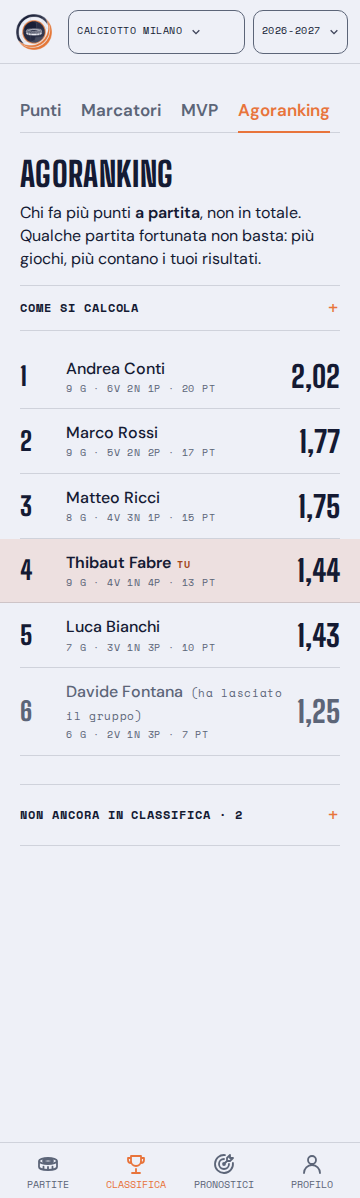 CALCIOTTO MILANO
2026-2027
Punti Marcatori MVP Agoranking
AGORANKING
Chi fa più punti a partita, non in totale.
Qualche partita fortunata non basta: più
giochi, più contano i tuoi risultati.
COME SI CALCOLA +
1 Andrea Conti 2,02
9 G · 6V 2N 1P · 20 PT
2 Marco Rossi 1,77
9 G · 5V 2N 2P · 17 PT
3 Matteo Ricci 1,75
8 G · 4V 3N 1P · 15 PT
4 Thibaut Fabre TU 1,44
9 G · 4V 1N 4P · 13 PT
5 Luca Bianchi 1,43
7 G · 3V 1N 3P · 10 PT
6 Davide Fontana (ha lasciato
il gruppo) 1,25
6 G · 2V 1N 3P · 7 PT
NON ANCORA IN CLASSIFICA · 2 +
PARTITE CLASSIFICA PRONOSTICI PROFILO